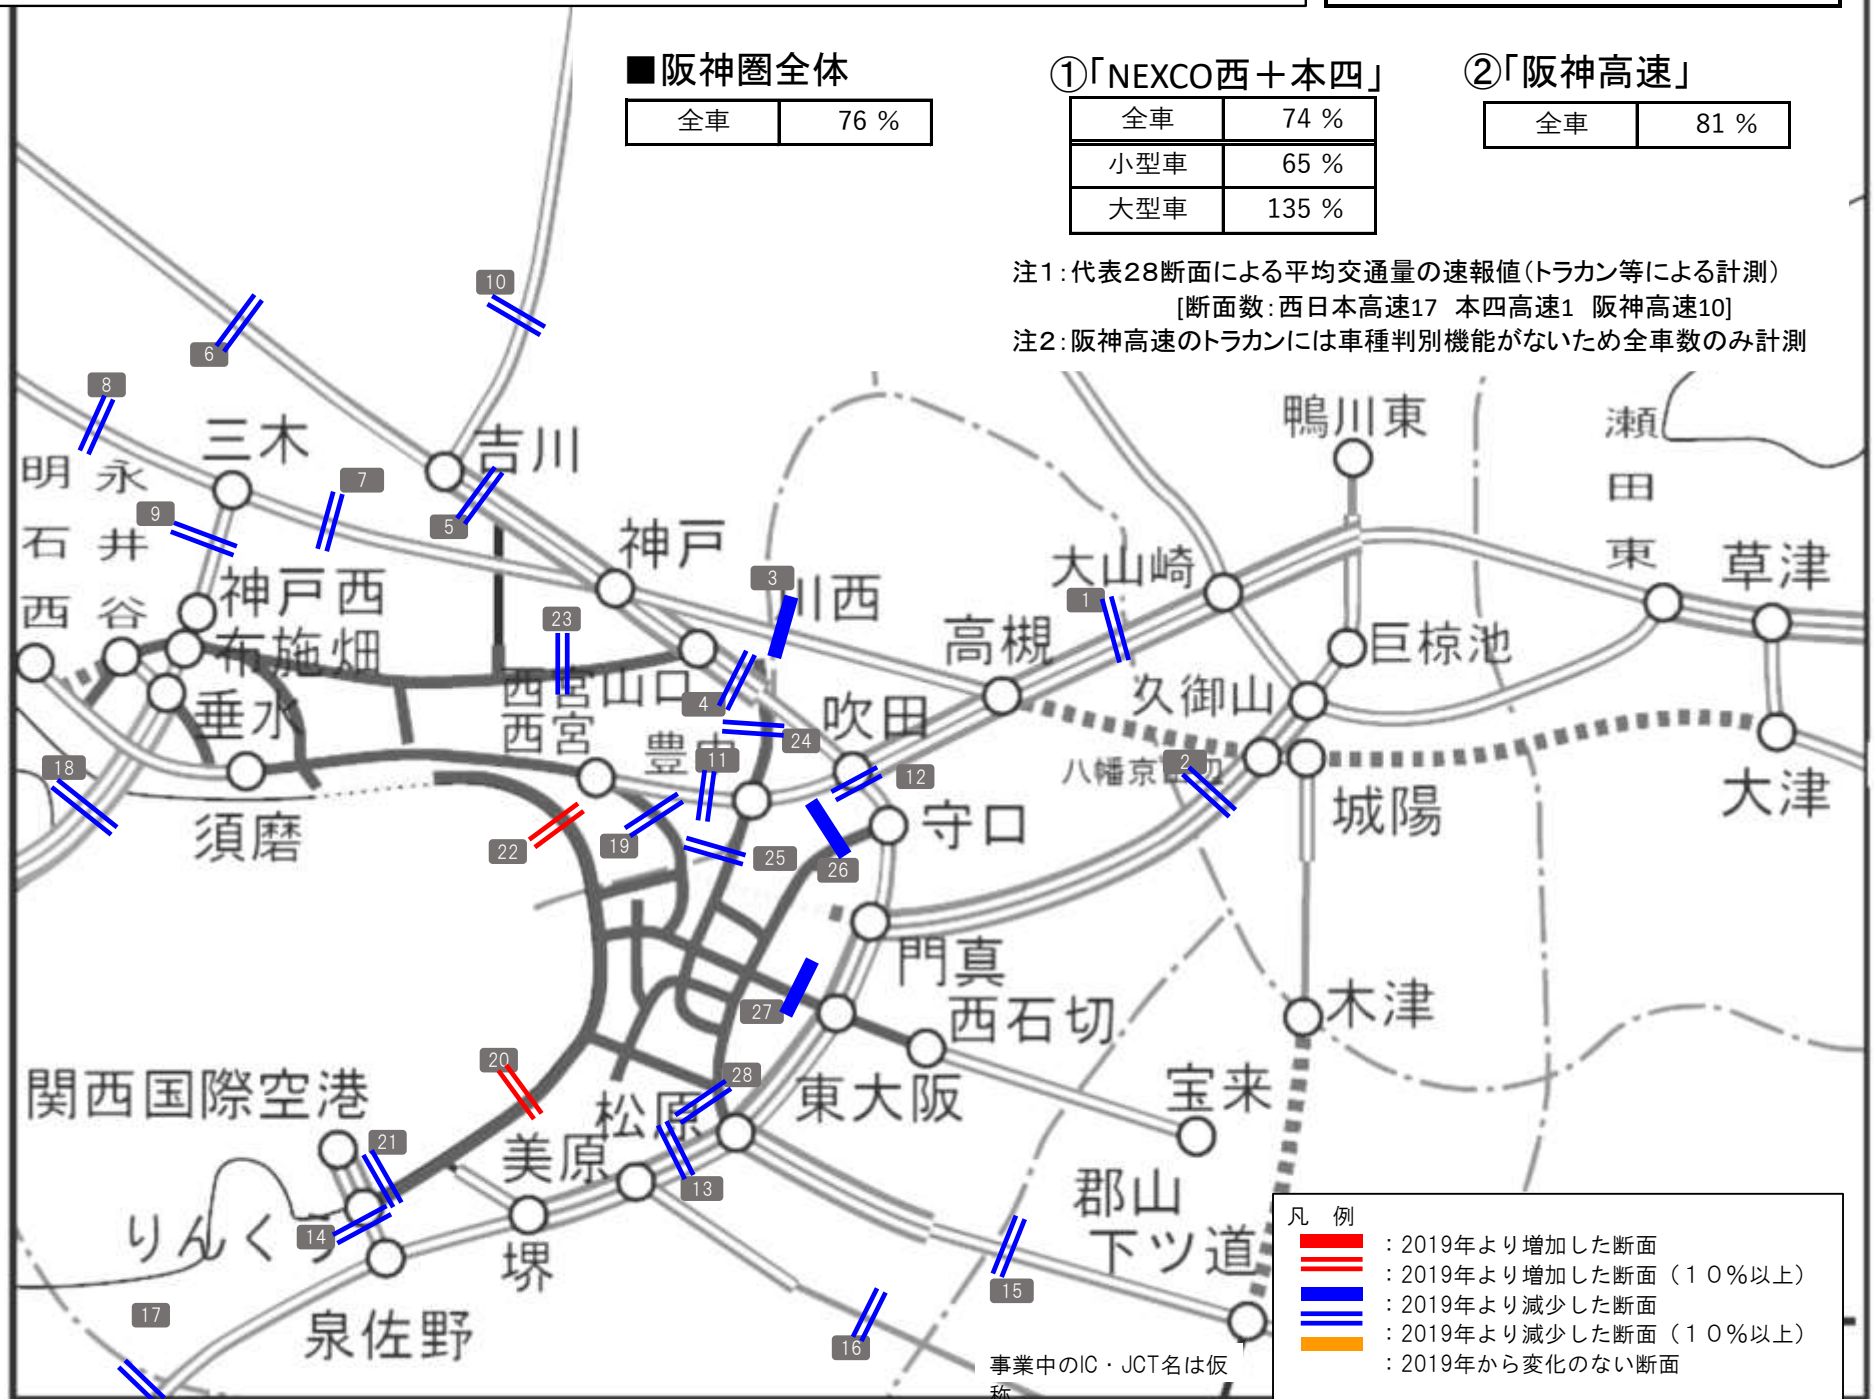 ■阪神圏全体
全車 76 %
①「NEXCO西＋本四」
全車 74 %
小型車 65 %
大型車 135 %
②「阪神高速」
全車 81 %
注１：代表２８断面による平均交通量の速報値（トラカン等による計測）
[断面数：西日本高速17 本四高速1 阪神高速10]
注２：阪神高速のトラカンには車種判別機能がないため全車数のみ計測
10
6
8
三木
吉川
7
5
9
明石西
永井谷
神戸
神戸西
布施畑
23
3
川西
大山崎
1
鴨川東
瀬田東
草津
巨椋池
高槻
久御山
西宮山口
西宮
4
24
吹田
垂水
豊中
11
12
18
2
八幡京田辺
城陽
大津
須磨
22
19
25
26
守口
門真
27
西石切
木津
20
28
東大阪
宝来
関西国際空港
松原
21
美原
13
郡山
下ツ道
りんくう
14
堺
15
17
泉佐野
16
事業中のIC・JCT名は仮
称
凡 例
：2019年より増加した断面
：2019年より増加した断面（１０％以上）
：2019年より減少した断面
：2019年より減少した断面（１０％以上）
：2019年から変化のない断面